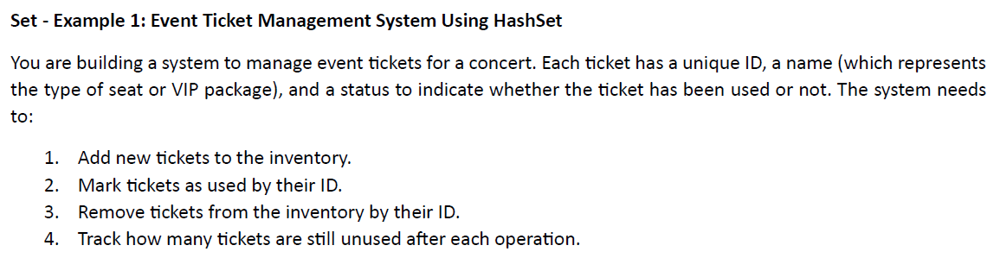 Set - Example 1: Event Ticket Management System Using HashSet
You are building a system to manage event tickets for a concert. Each ticket has a unique ID, a name (which represents
the type of seat or VIP package), and a status to indicate whether the ticket has been used or not. The system needs
to:
1. Add new tickets to the inventory.
2. Mark tickets as used by their ID.
3. Remove tickets from the inventory by their ID.
4. Track how many tickets are still unused after each operation.